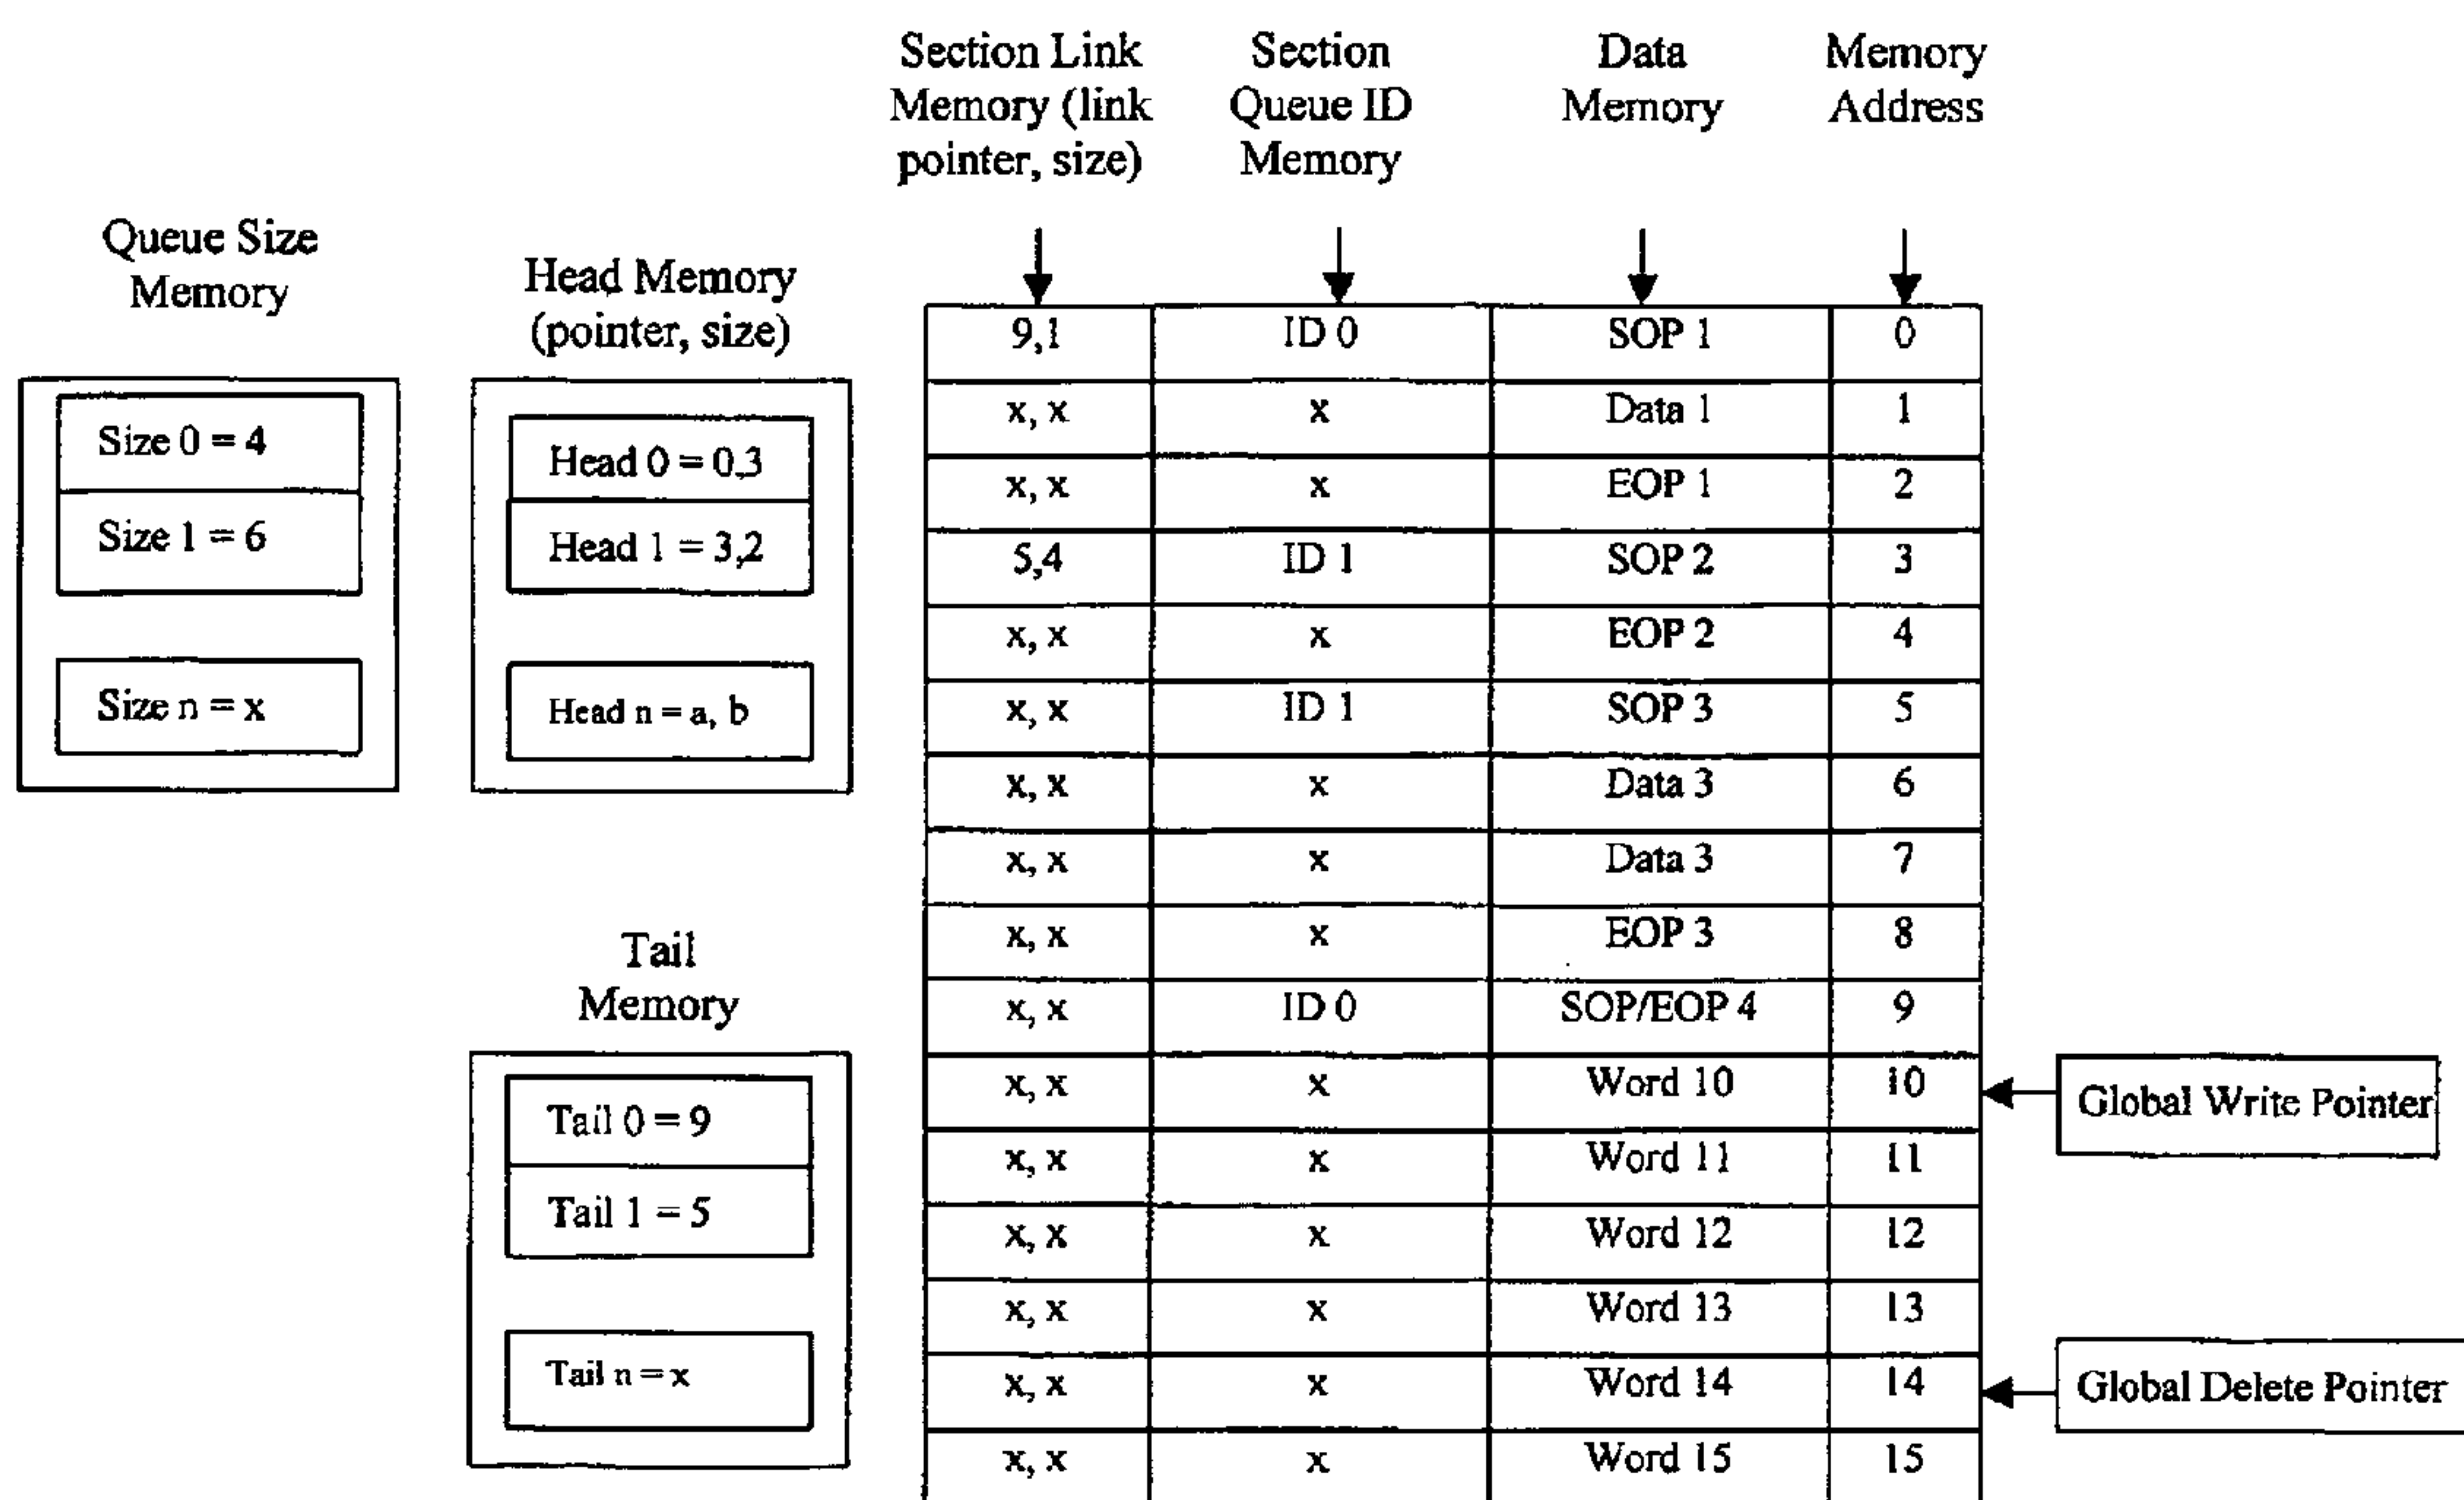 Section Link
Memory (link
pointer, size)
Section
Queue ID
Memory
Data
Memory
Memory
Address
Queue Size
Memory
Size 0 = 4
Size 1 = 6
Size n = x
Head Memory
(pointer, size)
Head 0 = 0,3
Head 1 = 3,2
Head n = a, b
Tail
Memory
Tail 0 = 9
Tail 1 = 5
Tail n = x
9,1 ID 0 SOP 1 0
x, x x Data 1 1
x, x x EOP 1 2
5,4 ID 1 SOP 2 3
x, x x EOP 2 4
x, x ID 1 SOP 3 5
x, x x Data 3 6
x, x x Data 3 7
x, x x EOP 3 8
x, x ID 0 SOP/EOP 4 9
x, x x Word 10 10
x, x x Word 11 11
x, x x Word 12 12
x, x x Word 13 13
x, x x Word 14 14
x, x x Word 15 15
Global Write Pointer
Global Delete Pointer